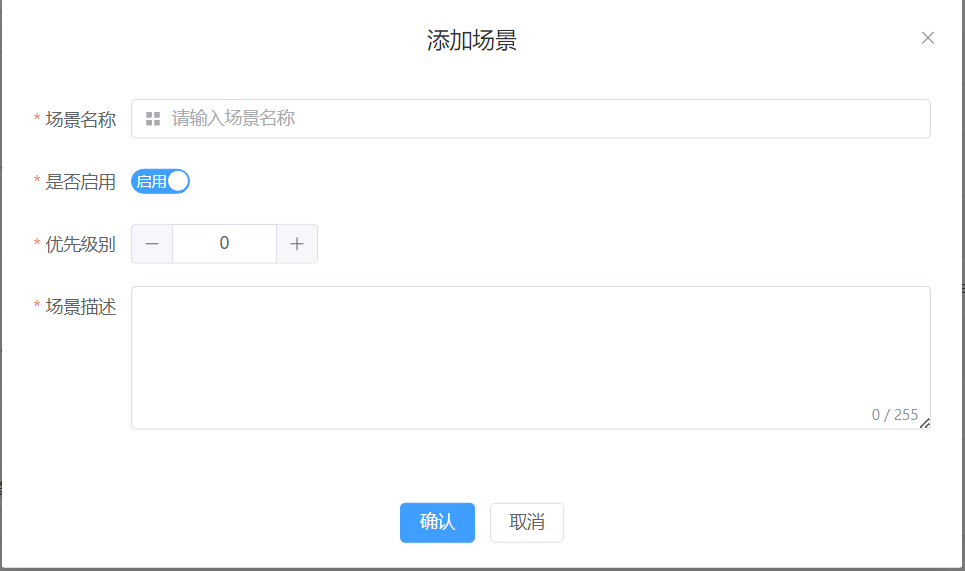 添加场景
* 场景名称 请输入场景名称
* 是否启用 启用
* 优先级别 0
* 场景描述
0 / 255
确认 取消